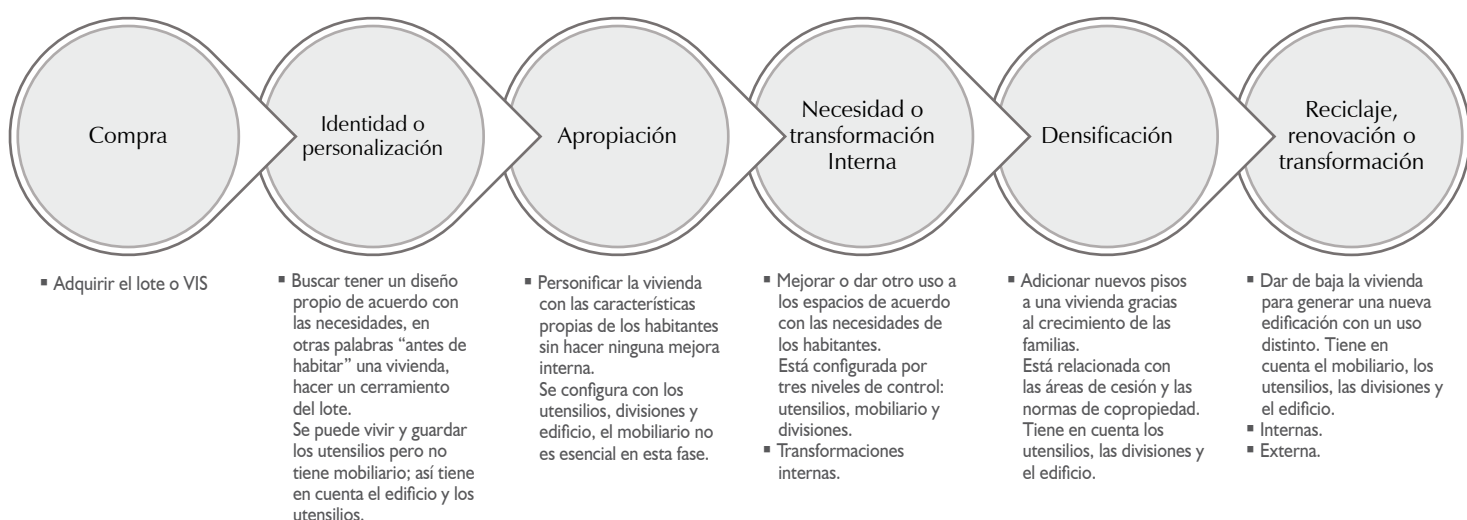 Compra
Identidad o
personalización
Apropiación
Necesidad o
transformación
Interna
Densificación
Reciclaje,
renovación o
transformación
▪ Adquirir el lote o VIS
▪ Buscar tener un diseño
propio de acuerdo con
las necesidades, en
otras palabras “antes de
habitar” una vivienda,
hacer un cerramiento
del lote.
Se puede vivir y guardar
los utensilios pero no
tiene mobiliario; así tiene
en cuenta el edificio y los
utensilios.
▪ Personificar la vivienda
con las características
propias de los habitantes
sin hacer ninguna mejora
interna.
Se configura con los
utensilios, divisiones y
edificio, el mobiliario no
es esencial en esta fase.
▪ Mejorar o dar otro uso a
los espacios de acuerdo
con las necesidades de
los habitantes.
Está configurada por
tres niveles de control:
utensilios, mobiliario y
divisiones.
▪ Transformaciones
internas.
▪ Adicionar nuevos pisos
a una vivienda gracias
al crecimiento de las
familias.
Está relacionada con
las áreas de cesión y las
normas de copropiedad.
Tiene en cuenta los
utensilios, las divisiones y
el edificio.
▪ Dar de baja la vivienda
para generar una nueva
edificación con un uso
distinto. Tiene en
cuenta el mobiliario, los
utensilios, las divisiones y
el edificio.
▪ Internas.
▪ Externa.